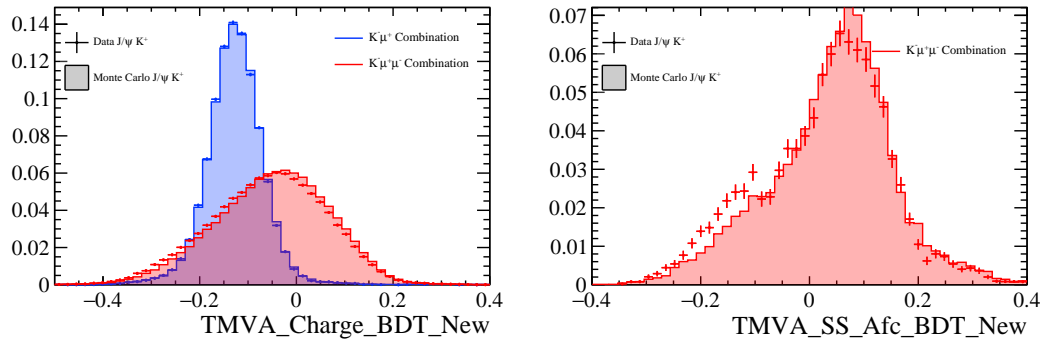 0.14
0.12
0.1
0.08
0.06
0.04
0.02
0
Data J/ψ K⁺
Monte Carlo J/ψ K⁺
K⁻μ⁺ Combination
K⁻μ⁺μ⁻ Combination
−0.4 −0.2 0 0.2 0.4
TMVA_Charge_BDT_New
0.07
0.06
0.05
0.04
0.03
0.02
0.01
0
Data J/ψ K⁺
Monte Carlo J/ψ K⁺
K⁻μ⁺μ⁻ Combination
−0.4 −0.2 0 0.2 0.4
TMVA_SS_Afc_BDT_New